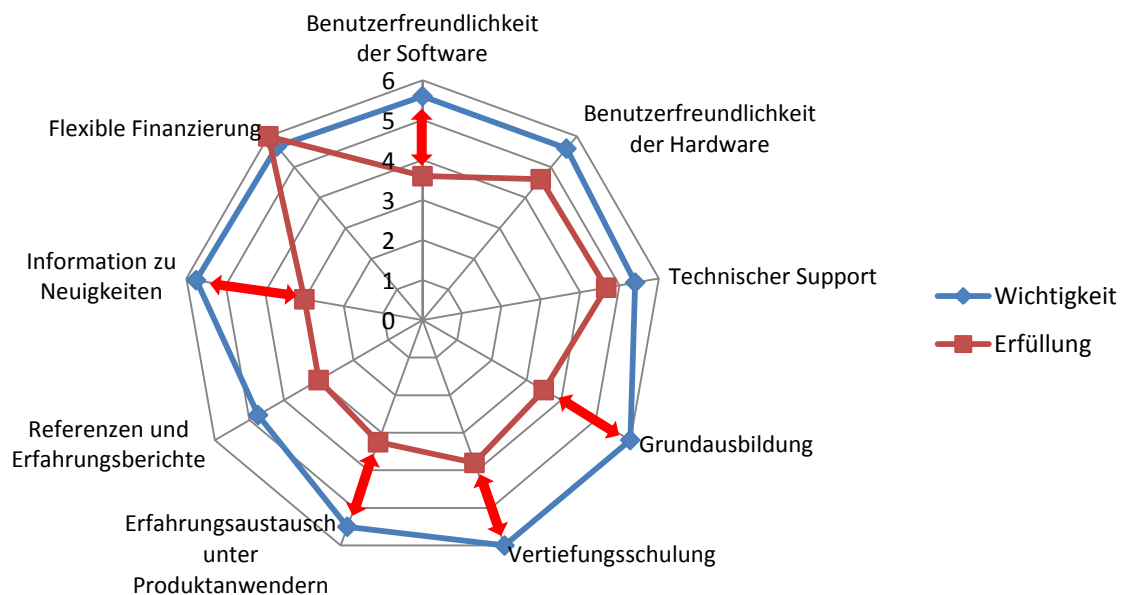 Benutzerfreundlichkeit
der Software
Benutzerfreundlichkeit
der Hardware
Technischer Support
Grundausbildung
Vertiefungsschulung
Erfahrungsaustausch
unter
Produktanwendern
Referenzen und
Erfahrungsberichte
Information zu
Neuigkeiten
Flexible Finanzierung
6
5
4
3
2
1
0
Wichtigkeit
Erfüllung